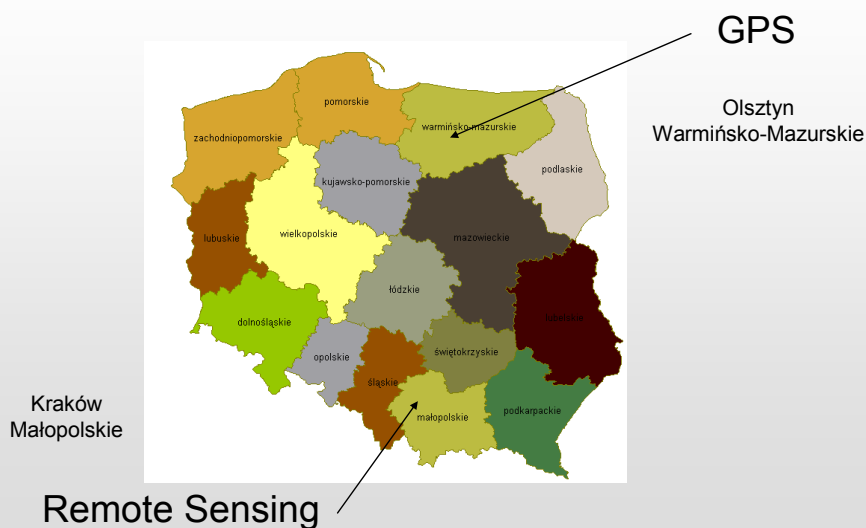 GPS
Olsztyn
Warmińsko-Mazurskie
pomorskie
zachodniopomorskie
warmińsko-mazurskie
podlaskie
kujawsko-pomorskie
lubuskie
wielkopolskie
mazowieckie
łódzkie
lubelskie
dolnośląskie
opolskie
świętokrzyskie
śląskie
małopolskie
podkarpackie
Kraków
Małopolskie
Remote Sensing